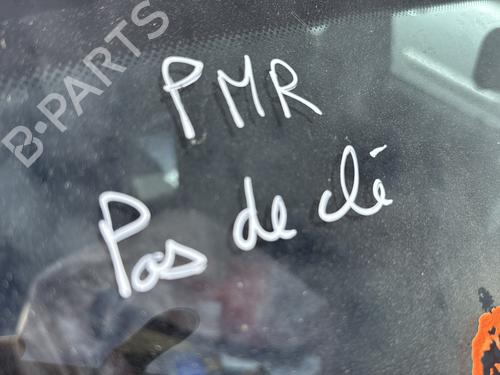 B-PARTS
PMR
Pas de clé